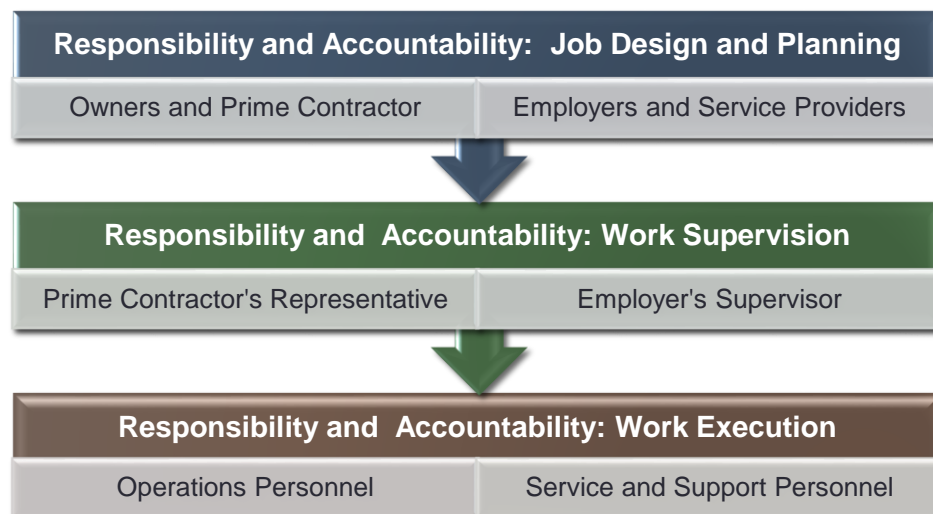 Responsibility and Accountability: Job Design and Planning
Owners and Prime Contractor
Employers and Service Providers
Responsibility and Accountability: Work Supervision
Prime Contractor's Representative
Employer's Supervisor
Responsibility and Accountability: Work Execution
Operations Personnel
Service and Support Personnel